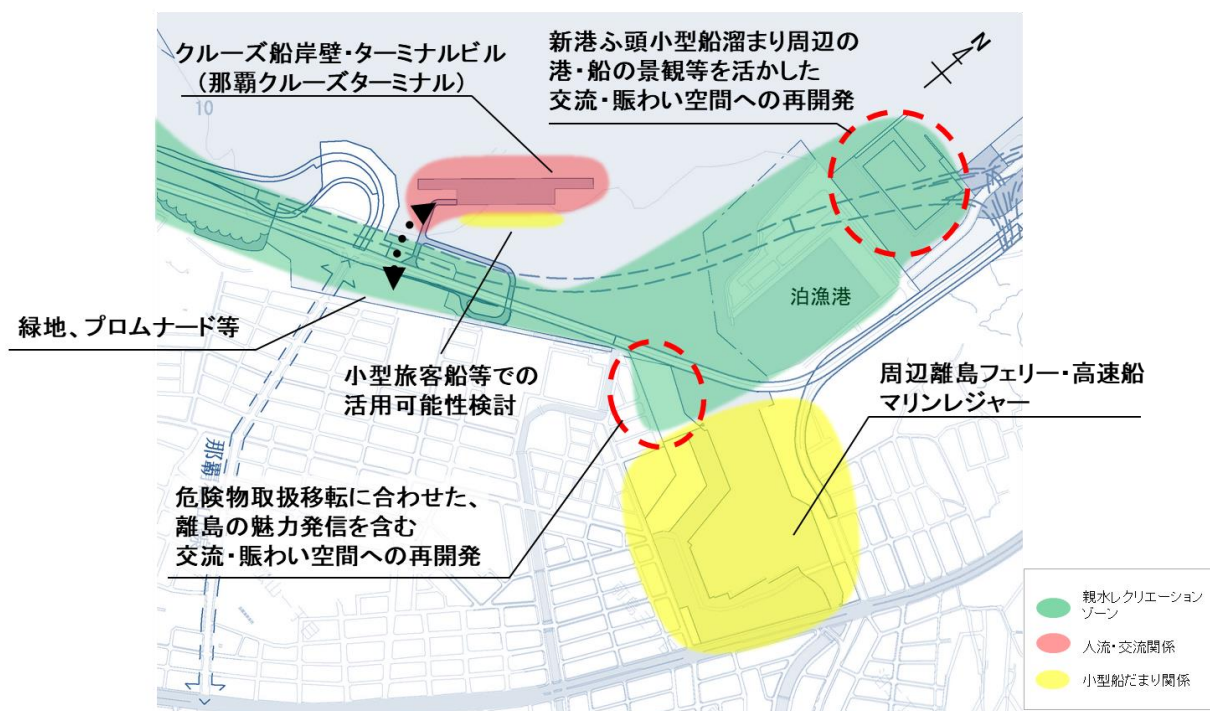 クルーズ船岸壁・ターミナルビル
（那覇クルーズターミナル）
新港ふ頭小型船溜まり周辺の
港・船の景観等を活かした
交流・賑わい空間への再開発
N
10
泊漁港
緑地、プロムナード等
小型旅客船等での
活用可能性検討
周辺離島フェリー・高速船
マリンレジャー
那覇
危険物取扱移転に合わせた、
離島の魅力発信を含む
交流・賑わい空間への再開発
親水レクリエーション
ゾーン
人流・交流関係
小型船だまり関係